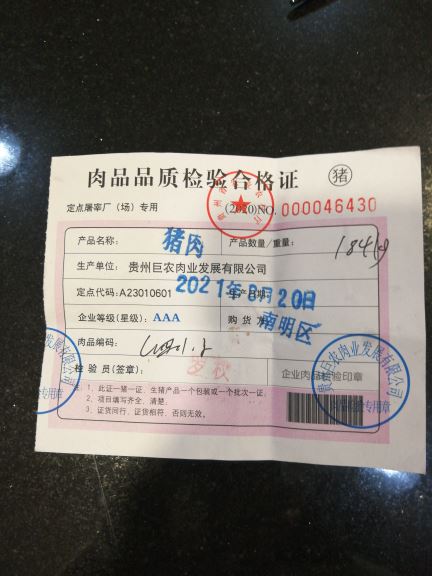 肉品品质检验合格证 猪
定点屠宰厂（场）专用 (2020)NO. 000046430
产品名称： 猪肉 产品数量/重量：
生产单位： 贵州巨农肉业发展有限公司
定点代码：A23010601 生产日期： 2021年8月20日
企业等级(星级)： AAA 购货方 南明区
肉品编码：
检验员(签章)： 企业肉品检验印章
1、此证一猪一证，生猪产品一个包装或一个批次一证。
2、项目填写齐全、清楚。
3、证货同行、证货相符，否则无效。